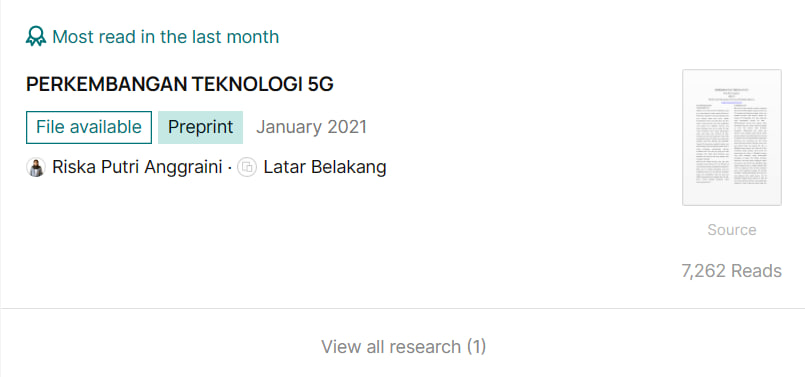 Most read in the last month
PERKEMBANGAN TEKNOLOGI 5G
File available Preprint January 2021
Riska Putri Anggraini · Latar Belakang
Source
7,262 Reads
View all research (1)